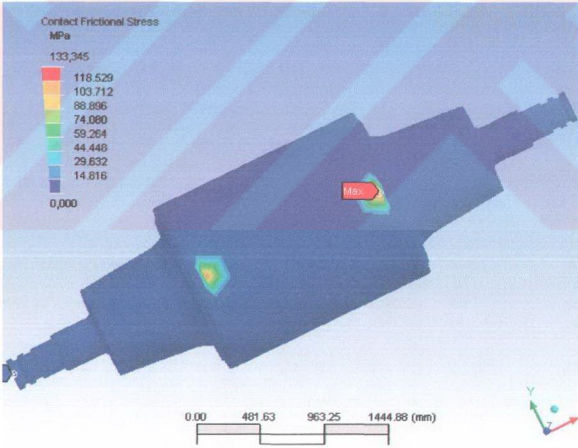 Contact Frictional Stress
MPa
133,345
118.529
103.712
88.896
74.080
59.264
44.448
29.632
14.816
0,000
Max
0.00 481.63 963.25 1444.88 (mm)
Y
Z